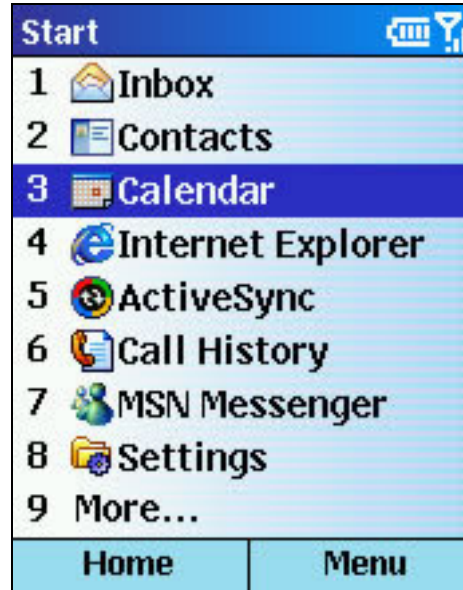 Start
1 Inbox
2 Contacts
3 Calendar
4 Internet Explorer
5 ActiveSync
6 Call History
7 MSN Messenger
8 Settings
9 More...
Home Menu